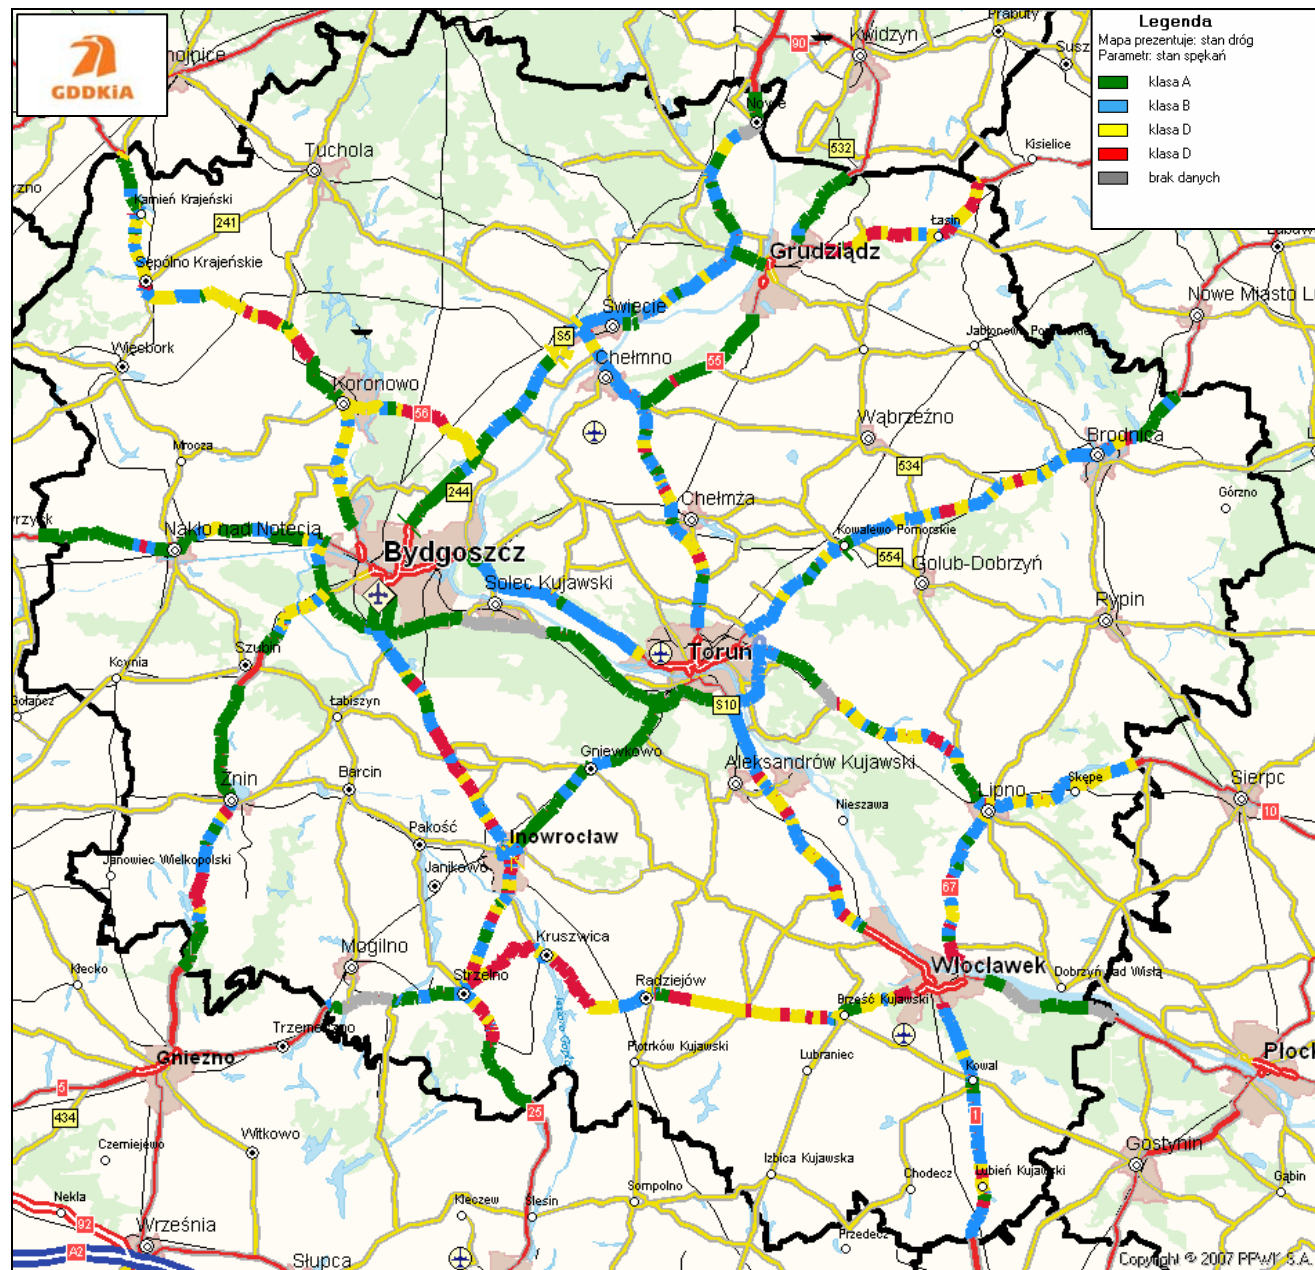 GDDKiA
Legenda
Mapa prezentuje: stan dróg
Parametr: stan spękań
klasa A
klasa B
klasa D
klasa D
brak danych
90
Kwidzyn
Prabuty
Nowe
532
Kisielice
Tuchola
Kamień Krajeński
241
Łasin
Grudziądz
Sępólno Krajeńskie
Nowe Miasto
Świecie
S5
Jabłonowo Pomorskie
Więcbork
Chełmno
55
Koronowo
56
Wąbrzeźno
Brodnica
Mrocza
534
244
Chełmża
Górzno
Nakło nad Notecią
Kowalewo Pomorskie
Bydgoszcz
554
Golub-Dobrzyń
Solec Kujawski
Rypin
Toruń
Szubin
Kcynia
Gołańcz
Łabiszyn
S10
Gniewkowo
Aleksandrów Kujawski
Barcin
Żnin
Skępe
Sierpc
Lipno
Nieszawa
10
Pakość
Inowrocław
Janowiec Wielkopolski
Janikowo
67
Kruszwica
Mogilno
Włocławek
Kłecko
Strzelno
Radziejów
Dobrzyń nad Wisłą
Brześć Kujawski
Trzemeszno
Jezioro Gopło
Gniezno
Piotrków Kujawski
Lubraniec
Płock
Kowal
5
25
1
434
Witkowo
Czerniejewo
Gostynin
Izbica Kujawska
Chodecz
Lubień Kujawski
Gąbin
Nekla
Kleczew
Ślesin
Sompolno
92
Września
A2
Przedecz
Słupca
Copyright © 2007 PPWK S.A.